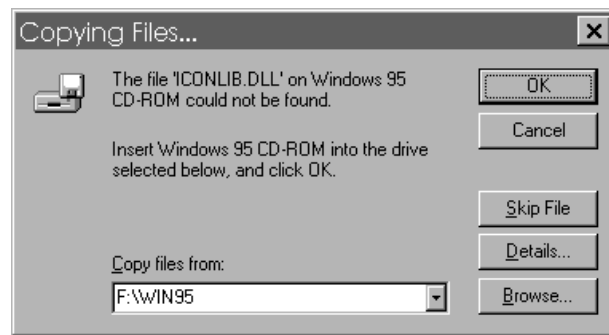 Copying Files...
The file 'ICONLIB.DLL' on Windows 95
CD-ROM could not be found.
Insert Windows 95 CD-ROM into the drive
selected below, and click OK.
Copy files from:
F:\WIN95
OK
Cancel
Skip File
Details...
Browse...